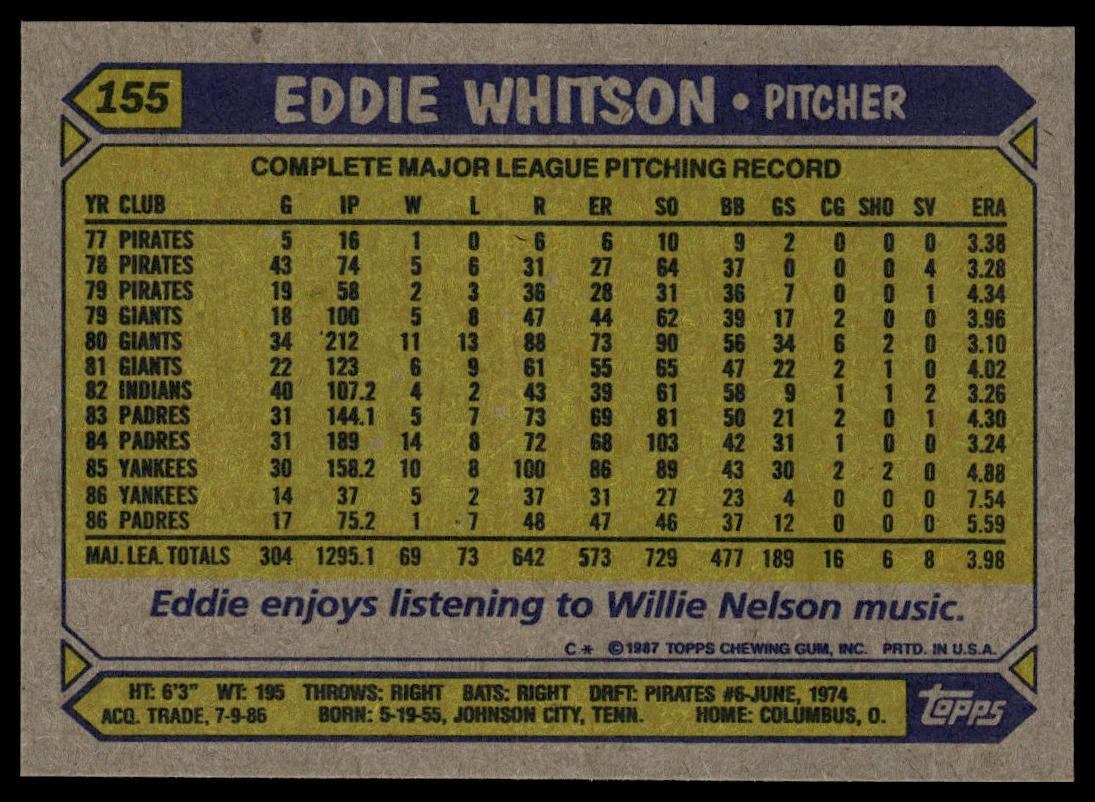 155 EDDIE WHITSON • PITCHER
COMPLETE MAJOR LEAGUE PITCHING RECORD
YR CLUB G IP W L R ER SO BB GS CG SHO SV ERA
77 PIRATES 5 16 1 0 6 6 10 9 2 0 0 0 3.38
78 PIRATES 43 74 5 6 31 27 64 37 0 0 0 4 3.28
79 PIRATES 19 58 2 3 36 28 31 36 7 0 0 1 4.34
79 GIANTS 18 100 5 8 47 44 62 39 17 2 0 0 3.96
80 GIANTS 34 212 11 13 88 73 90 56 34 6 2 0 3.10
81 GIANTS 22 123 6 9 61 55 65 47 22 2 1 0 4.02
82 INDIANS 40 107.2 4 2 43 39 61 58 9 1 1 2 3.26
83 PADRES 31 144.1 5 7 73 69 81 50 21 2 0 1 4.30
84 PADRES 31 189 14 8 72 68 103 42 31 1 0 0 3.24
85 YANKEES 30 158.2 10 8 100 86 89 43 30 2 2 0 4.88
86 YANKEES 14 37 5 2 37 31 27 23 4 0 0 0 7.54
86 PADRES 17 75.2 1 7 48 47 46 37 12 0 0 0 5.59
MAJ. LEA. TOTALS 304 1295.1 69 73 642 573 729 477 189 16 6 8 3.98
Eddie enjoys listening to Willie Nelson music.
C* ©1987 TOPPS CHEWING GUM, INC. PRTD. IN U.S.A.
HT: 6'3" WT: 195 THROWS: RIGHT BATS: RIGHT DRFT: PIRATES #6-JUNE, 1974
ACQ. TRADE, 7-9-86 BORN: 5-19-55, JOHNSON CITY, TENN. HOME: COLUMBUS, O.
topps